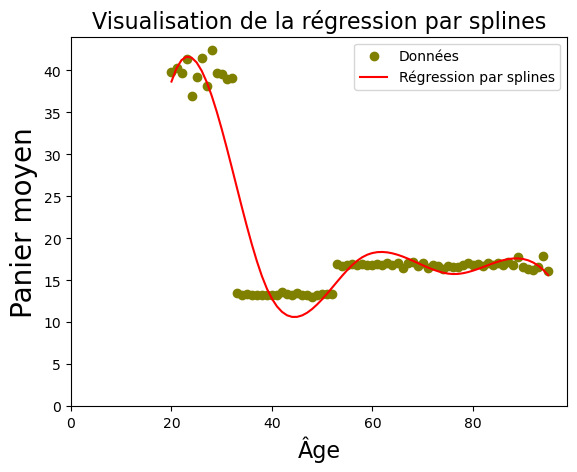 Visualisation de la régression par splines
Données
Régression par splines
Panier moyen
40
35
30
25
20
15
10
5
0
0 20 40 60 80
Âge